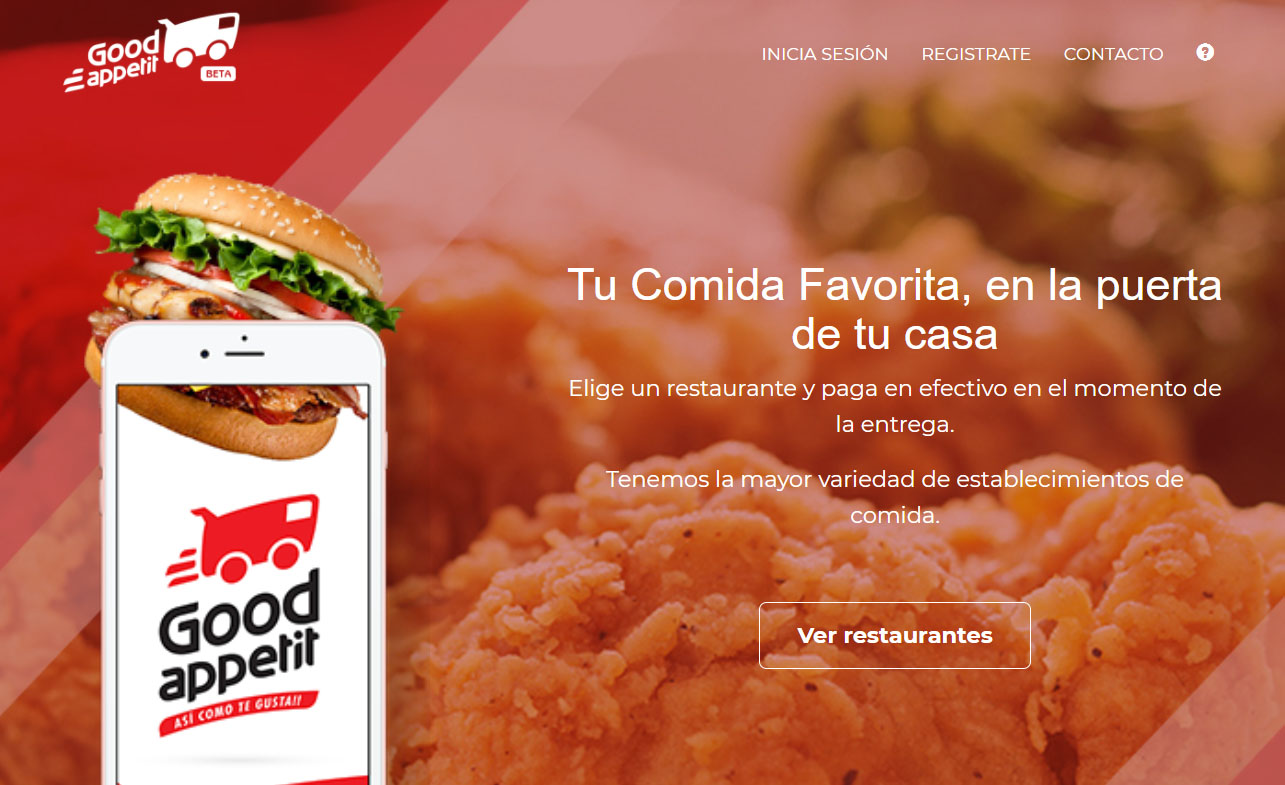 Good
appetit
BETA
INICIA SESIÓN
REGISTRATE
CONTACTO
?
Tu Comida Favorita, en la puerta
de tu casa
Elige un restaurante y paga en efectivo en el momento de
la entrega.
Tenemos la mayor variedad de establecimientos de
comida.
Ver restaurantes
Good
appetit
ASÍ COMO TE GUSTA!!